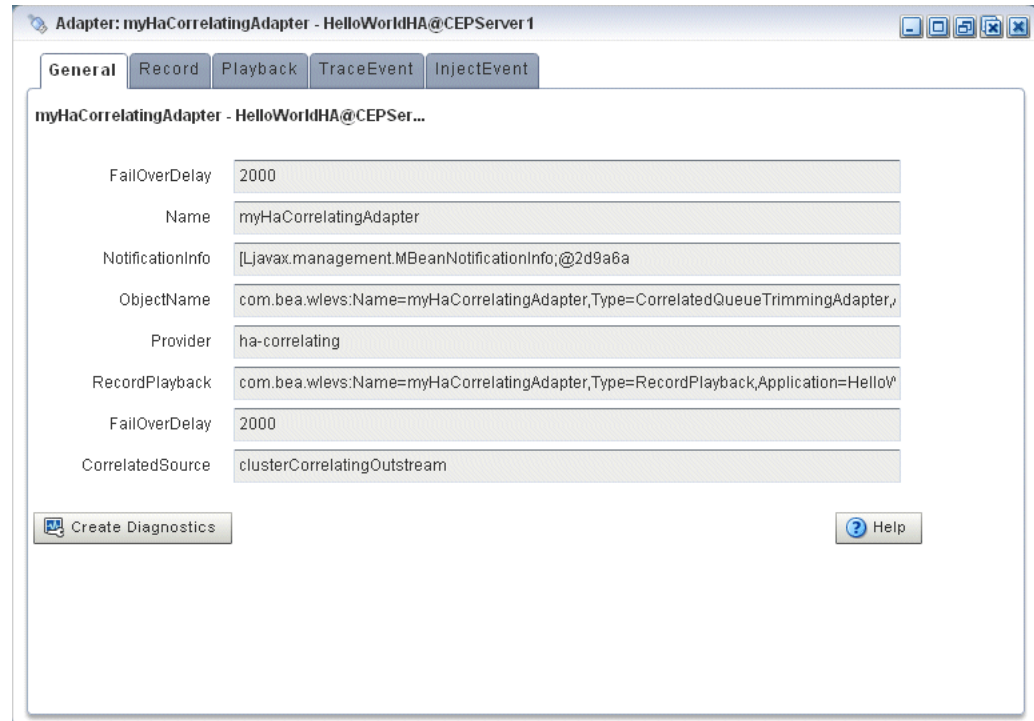 Adapter: myHaCorrelatingAdapter - HelloWorldHA@CEPServer1
General Record Playback TraceEvent InjectEvent
myHaCorrelatingAdapter - HelloWorldHA@CEPSer...
FailOverDelay 2000
Name myHaCorrelatingAdapter
NotificationInfo [Ljavax.management.MBeanNotificationInfo;@2d9a6a
ObjectName com.bea.wlevs:Name=myHaCorrelatingAdapter,Type=CorrelatedQueueTrimmingAdapter,
Provider ha-correlating
RecordPlayback com.bea.wlevs:Name=myHaCorrelatingAdapter,Type=RecordPlayback,Application=Hello
FailOverDelay 2000
CorrelatedSource clusterCorrelatingOutstream
Create Diagnostics Help